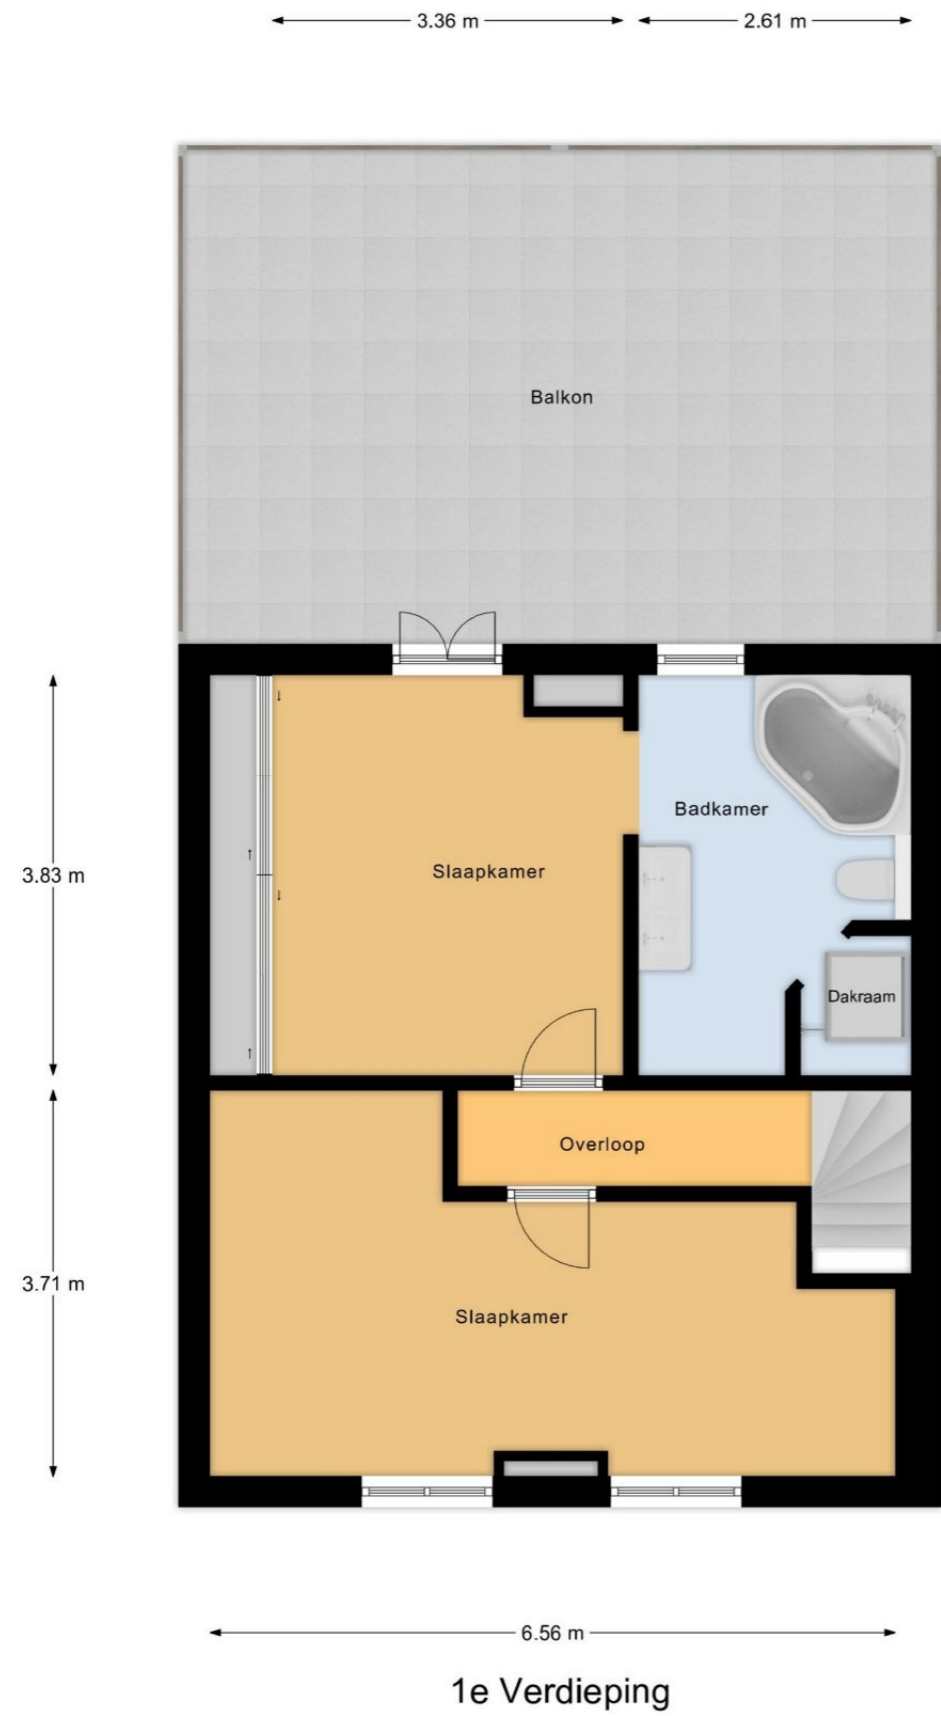 3.36 m
2.61 m
Balkon
Badkamer
3.83 m
Slaapkamer
Dakraam
Overloop
3.71 m
Slaapkamer
6.56 m
1e Verdieping